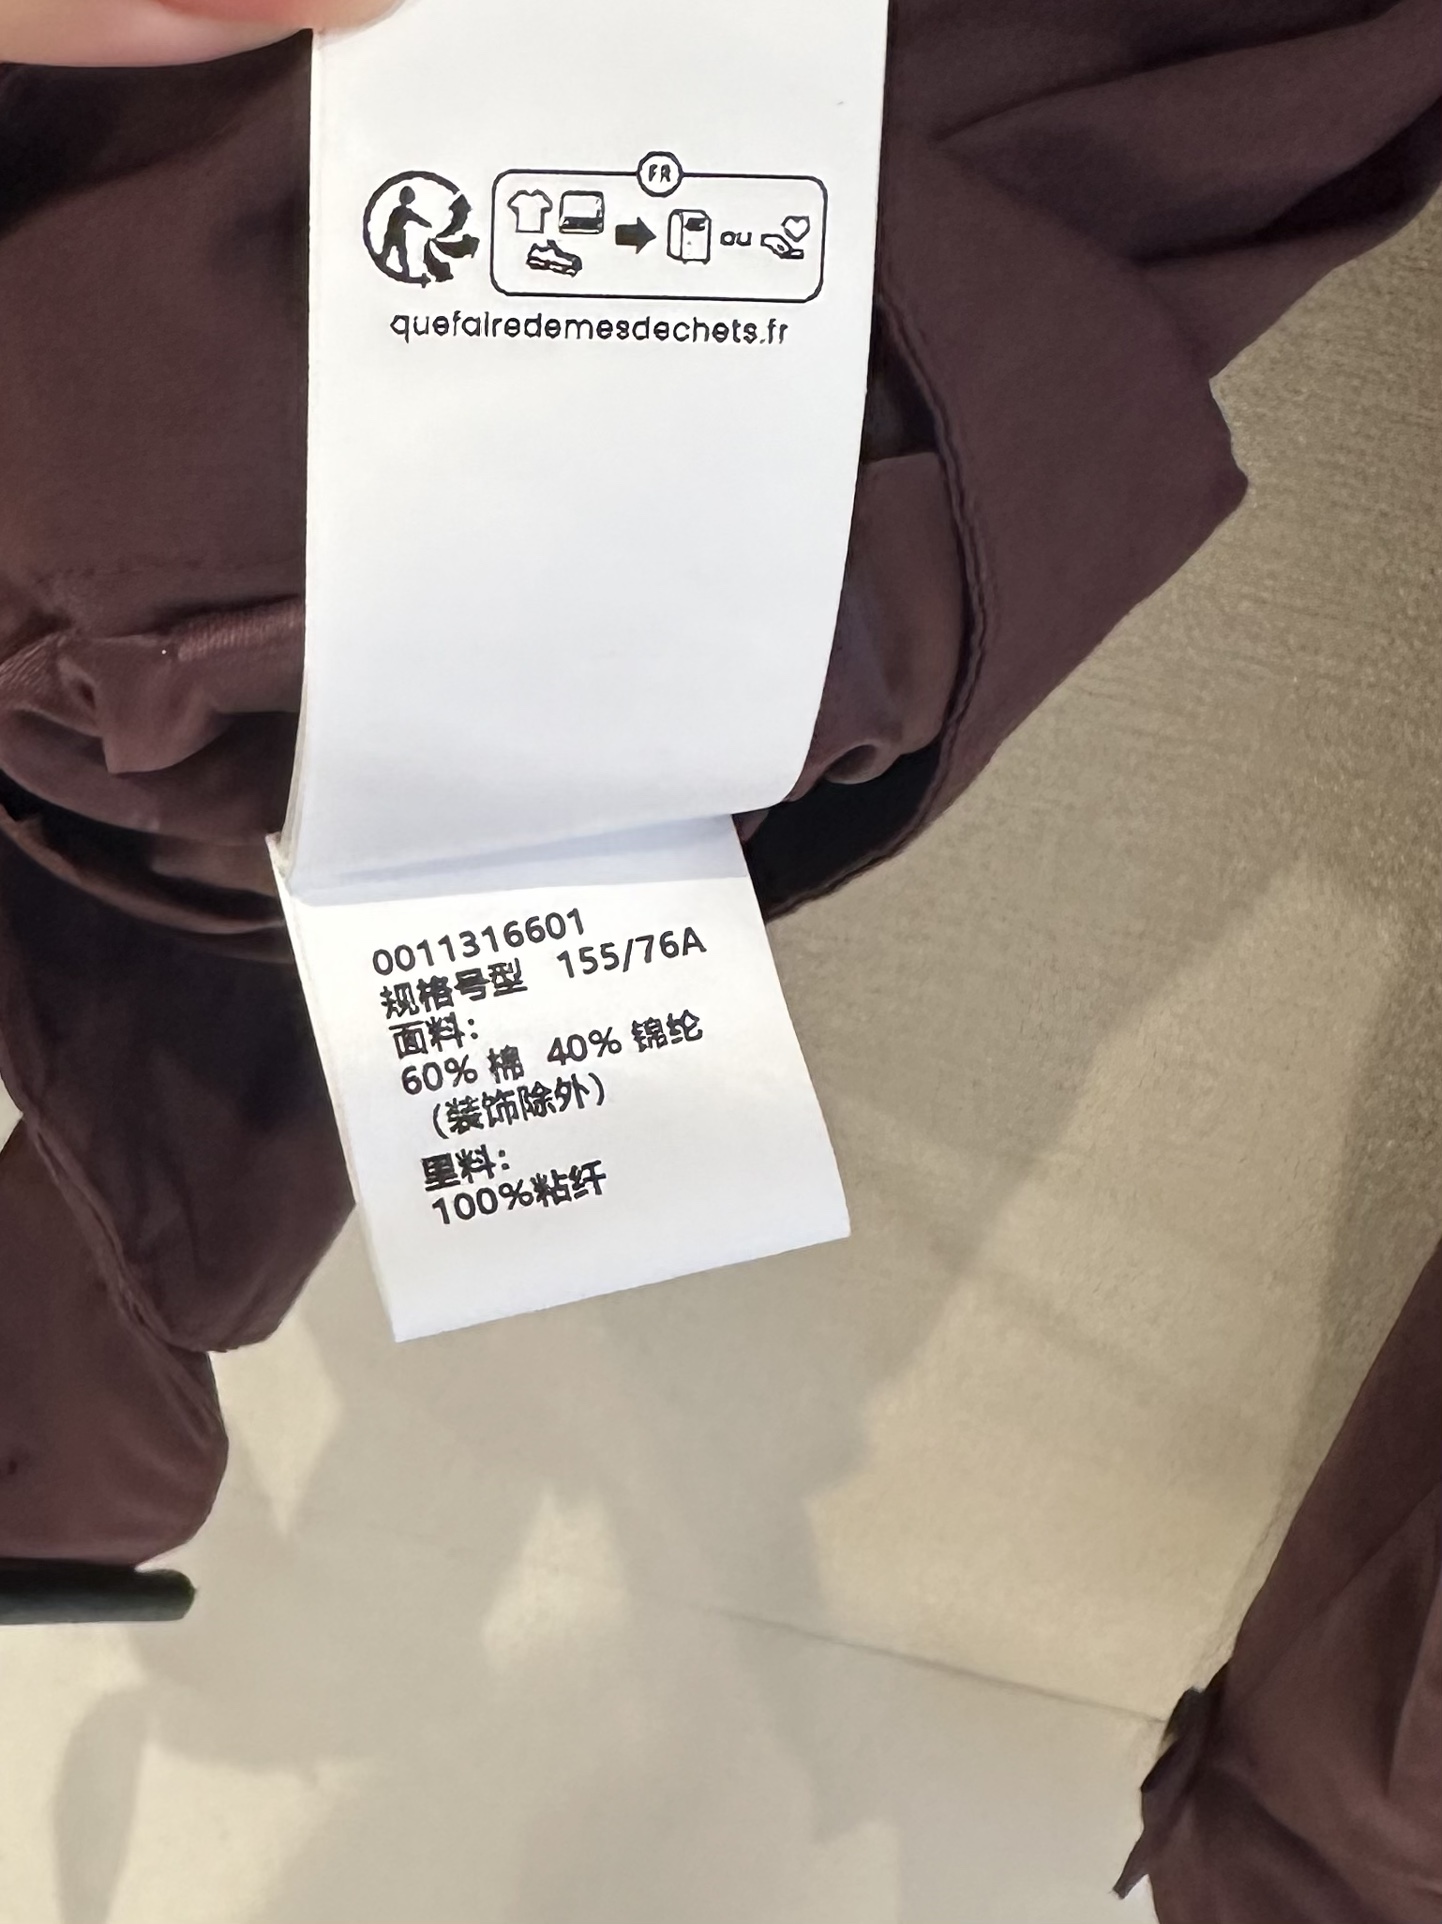 FR
ou
quefairedemesdechets.fr
0011316601
规格号型 155/76A
面料:
60% 棉 40% 锦纶
(装饰除外)
里料:
100%粘纤